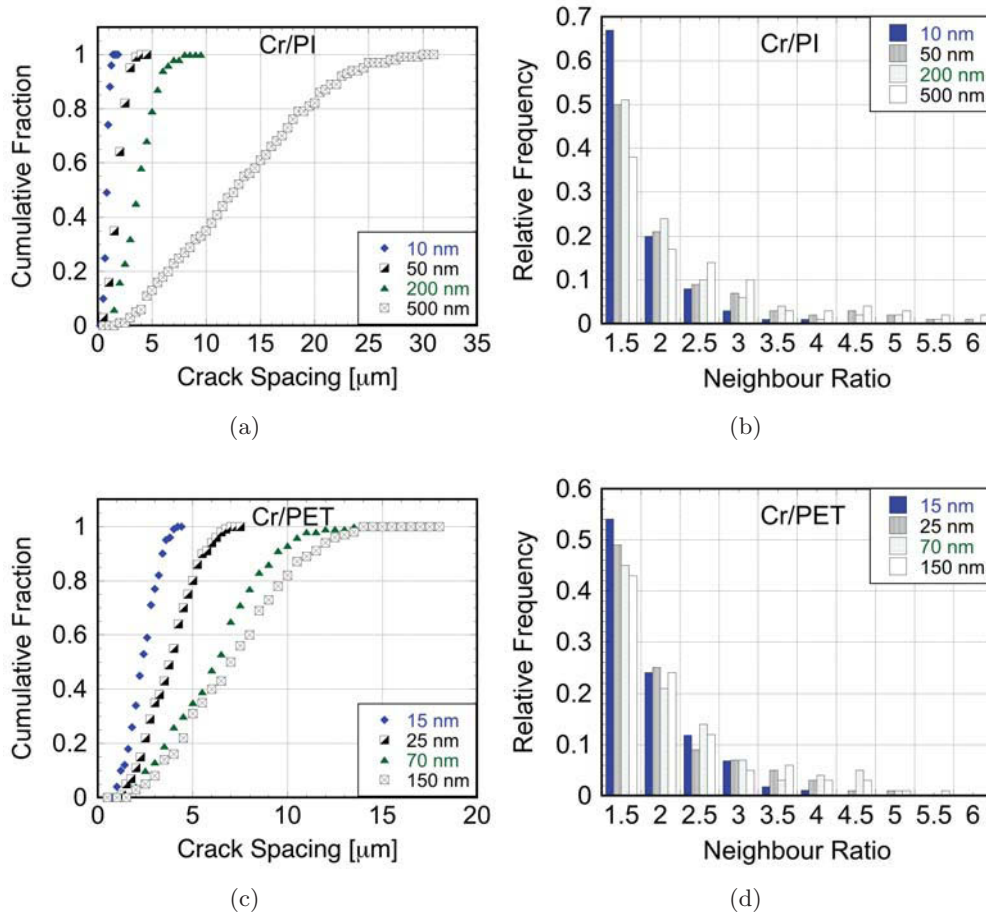 Cr/PI
Cumulative Fraction
1
0.8
0.6
0.4
0.2
0
10 nm
50 nm
200 nm
500 nm
0 5 10 15 20 25 30 35
Crack Spacing [μm]
(a)
Cr/PI
Relative Frequency
0.7
0.6
0.5
0.4
0.3
0.2
0.1
0
10 nm
50 nm
200 nm
500 nm
1.5 2 2.5 3 3.5 4 4.5 5 5.5 6
Neighbour Ratio
(b)
Cr/PET
Cumulative Fraction
1
0.8
0.6
0.4
0.2
0
15 nm
25 nm
70 nm
150 nm
0 5 10 15 20
Crack Spacing [μm]
(c)
Cr/PET
Relative Frequency
0.6
0.5
0.4
0.3
0.2
0.1
0
15 nm
25 nm
70 nm
150 nm
1.5 2 2.5 3 3.5 4 4.5 5 5.5 6
Neighbour Ratio
(d)